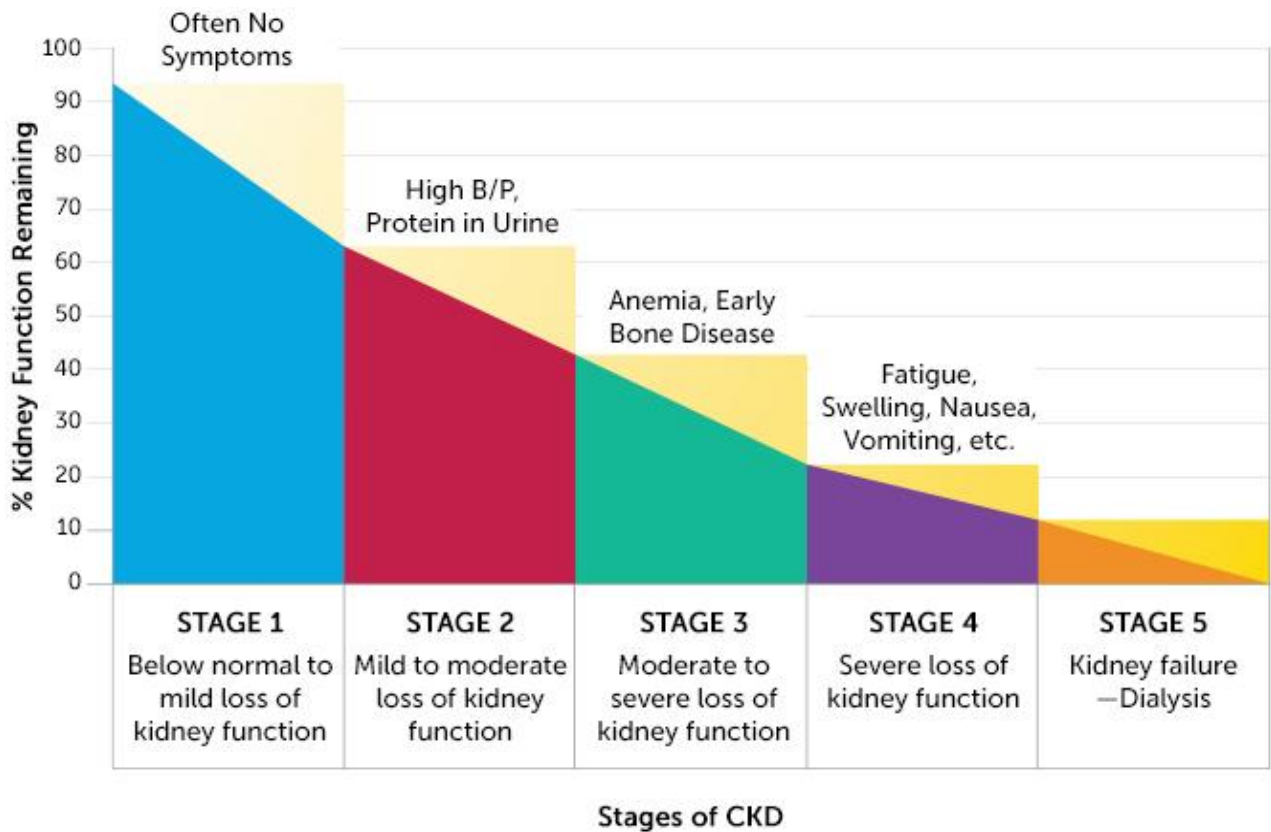 Often No
Symptoms
High B/P,
Protein in Urine
Anemia, Early
Bone Disease
Fatigue,
Swelling, Nausea,
Vomiting, etc.
% Kidney Function Remaining
100
90
80
70
60
50
40
30
20
10
0
STAGE 1
Below normal to
mild loss of
kidney function
STAGE 2
Mild to moderate
loss of kidney
function
STAGE 3
Moderate to
severe loss of
kidney function
STAGE 4
Severe loss of
kidney function
STAGE 5
Kidney failure
—Dialysis
Stages of CKD